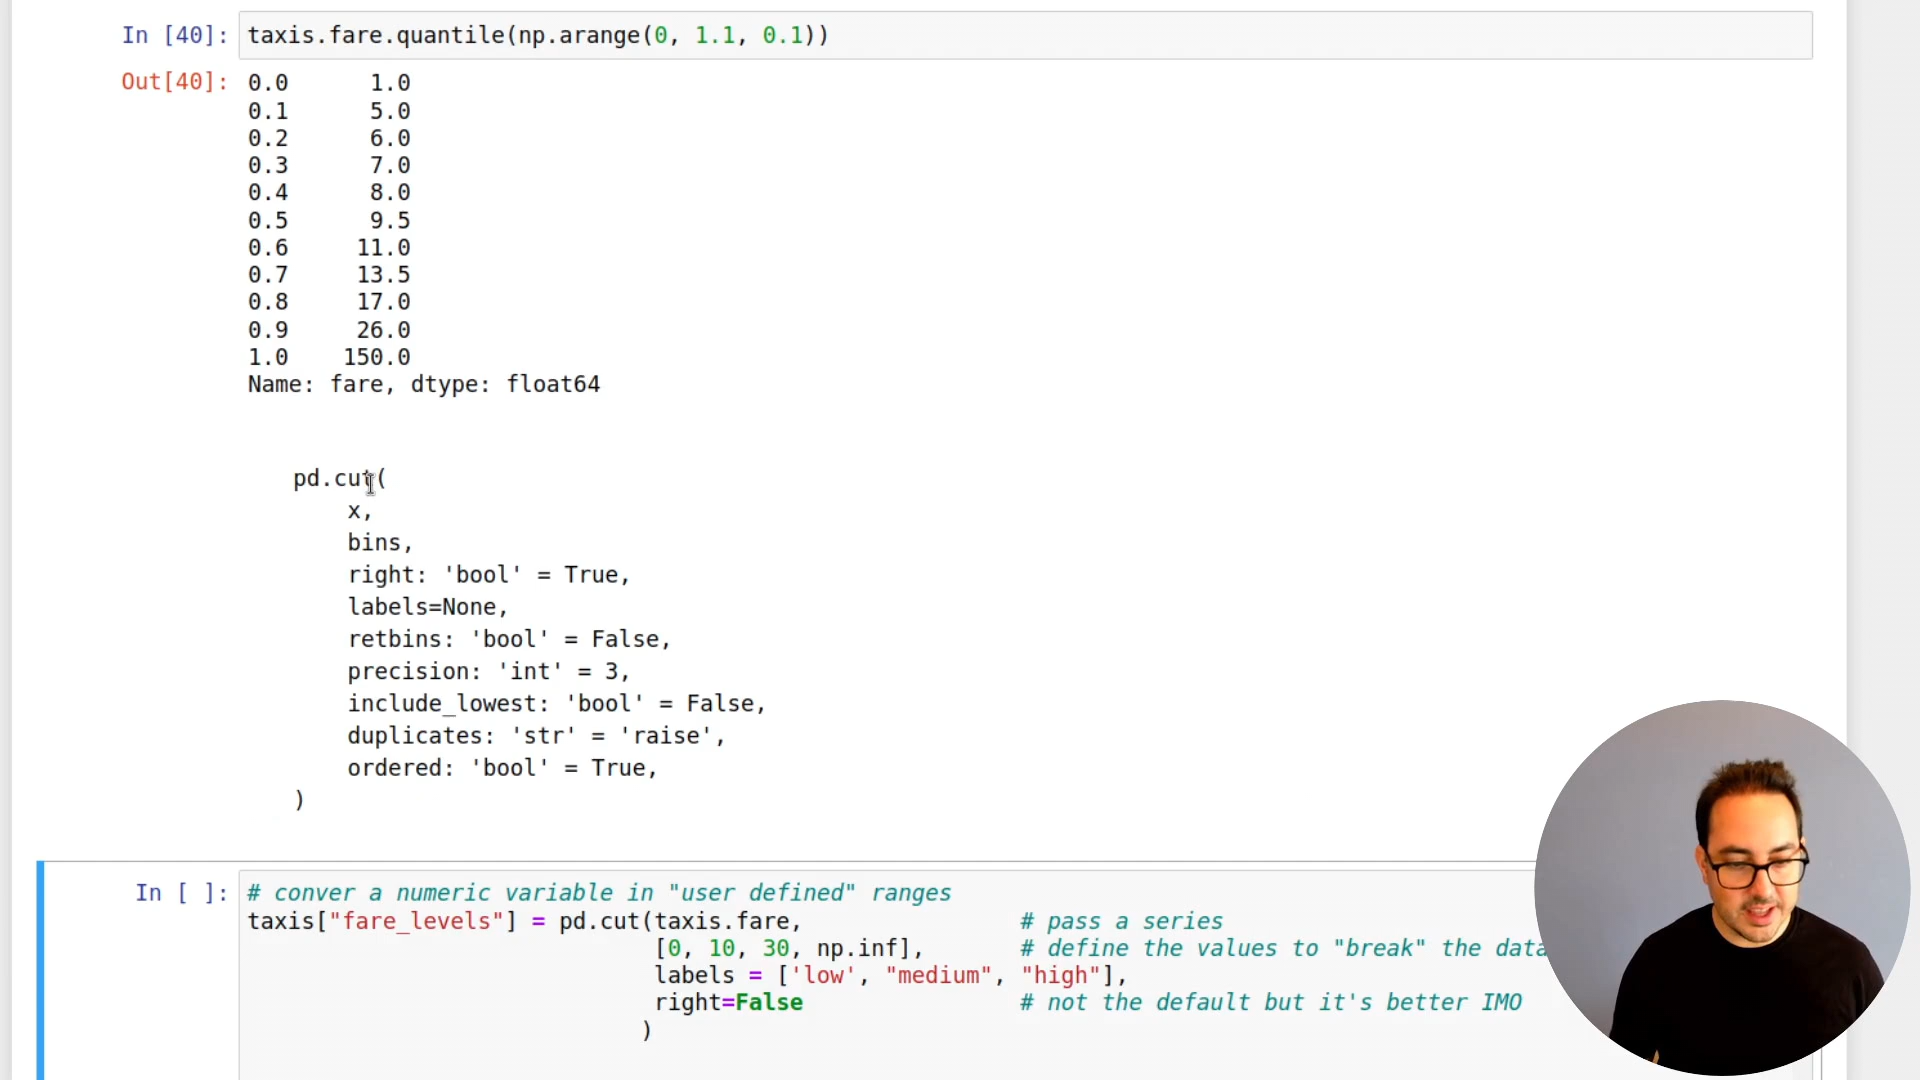 In [40]: taxis.fare.quantile(np.arange(0, 1.1, 0.1))
Out[40]: 0.0 1.0
0.1 5.0
0.2 6.0
0.3 7.0
0.4 8.0
0.5 9.5
0.6 11.0
0.7 13.5
0.8 17.0
0.9 26.0
1.0 150.0
Name: fare, dtype: float64
pd.cut(
x,
bins,
right: 'bool' = True,
labels=None,
retbins: 'bool' = False,
precision: 'int' = 3,
include_lowest: 'bool' = False,
duplicates: 'str' = 'raise',
ordered: 'bool' = True,
)
In [ ]: # conver a numeric variable in "user defined" ranges
taxis["fare_levels"] = pd.cut(taxis.fare, # pass a series
[0, 10, 30, np.inf], # define the values to "break" the data
labels = ['low', "medium", "high"],
right=False # not the default but it's better IMO
)